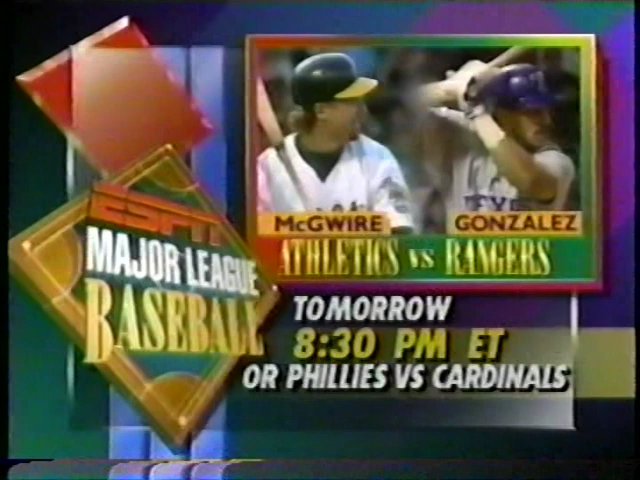 ESPN
MAJOR LEAGUE
BASEBALL
McGWIRE
GONZALEZ
ATHLETICS VS RANGERS
TOMORROW
8:30 PM ET
OR PHILLIES VS CARDINALS